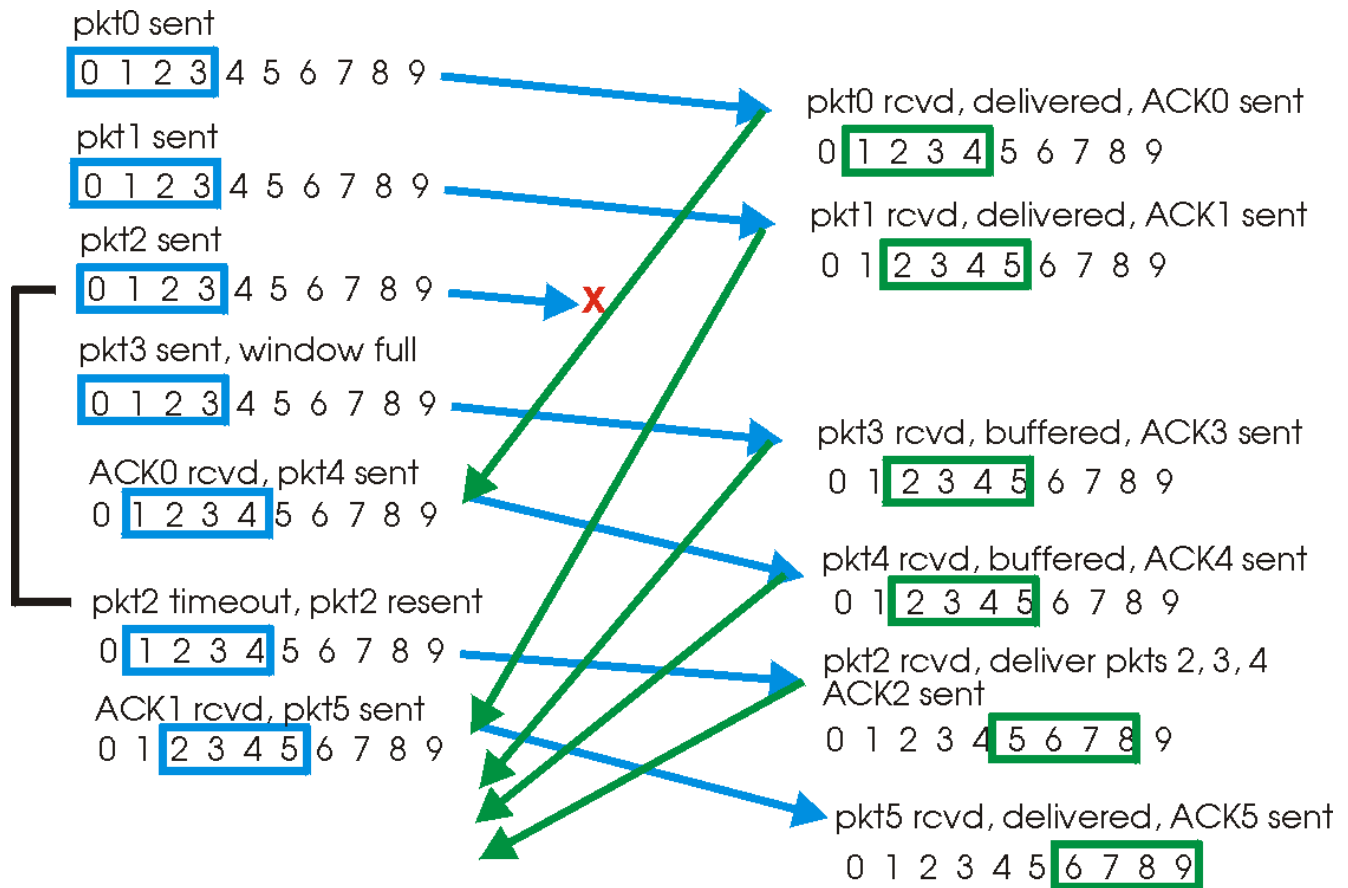 pkt0 sent
0 1 2 3 4 5 6 7 8 9
pkt1 sent
0 1 2 3 4 5 6 7 8 9
pkt2 sent
0 1 2 3 4 5 6 7 8 9
X
pkt3 sent, window full
0 1 2 3 4 5 6 7 8 9
ACK0 rcvd, pkt4 sent
0 1 2 3 4 5 6 7 8 9
pkt2 timeout, pkt2 resent
0 1 2 3 4 5 6 7 8 9
ACK1 rcvd, pkt5 sent
0 1 2 3 4 5 6 7 8 9
pkt0 rcvd, delivered, ACK0 sent
0 1 2 3 4 5 6 7 8 9
pkt1 rcvd, delivered, ACK1 sent
0 1 2 3 4 5 6 7 8 9
pkt3 rcvd, buffered, ACK3 sent
0 1 2 3 4 5 6 7 8 9
pkt4 rcvd, buffered, ACK4 sent
0 1 2 3 4 5 6 7 8 9
pkt2 rcvd, deliver pkts 2, 3, 4
ACK2 sent
0 1 2 3 4 5 6 7 8 9
pkt5 rcvd, delivered, ACK5 sent
0 1 2 3 4 5 6 7 8 9